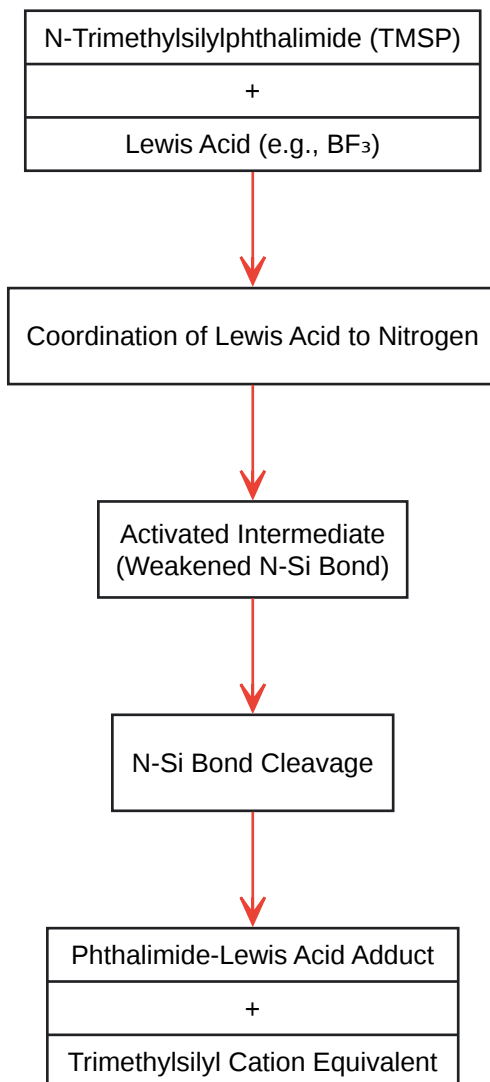 N-Trimethylsilylphthalimide (TMSP)
+
Lewis Acid (e.g., BF₃)
Coordination of Lewis Acid to Nitrogen
Activated Intermediate
(Weakened N-Si Bond)
N-Si Bond Cleavage
Phthalimide-Lewis Acid Adduct
+
Trimethylsilyl Cation Equivalent